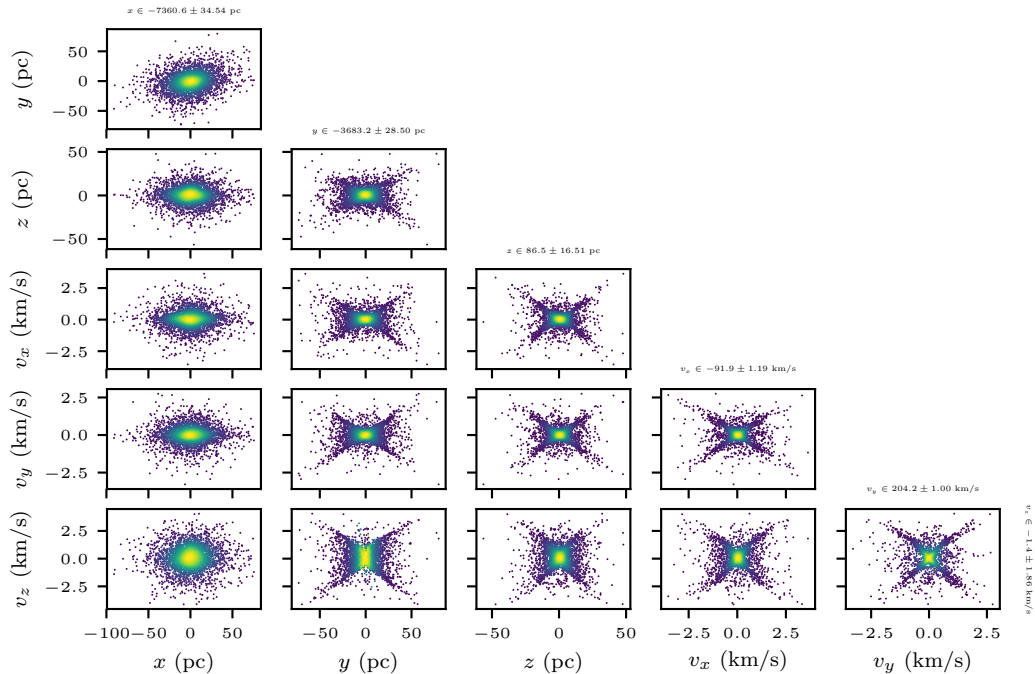 x ∈ −7360.6 ± 34.54 pc
y (pc)
50
0
−50
y ∈ −3683.2 ± 28.50 pc
z (pc)
50
0
−50
z ∈ 86.5 ± 16.51 pc
v_x (km/s)
2.5
0.0
−2.5
v_x ∈ −91.9 ± 1.19 km/s
v_y (km/s)
2.5
0.0
−2.5
v_y ∈ 204.2 ± 1.00 km/s
v_z (km/s)
2.5
0.0
−2.5
v_z ∈ −1.4 ± 1.86 km/s
−100 −50 0 50 −50 0 50 −50 0 50 −2.5 0.0 2.5 −2.5 0.0 2.5
x (pc) y (pc) z (pc) v_x (km/s) v_y (km/s)